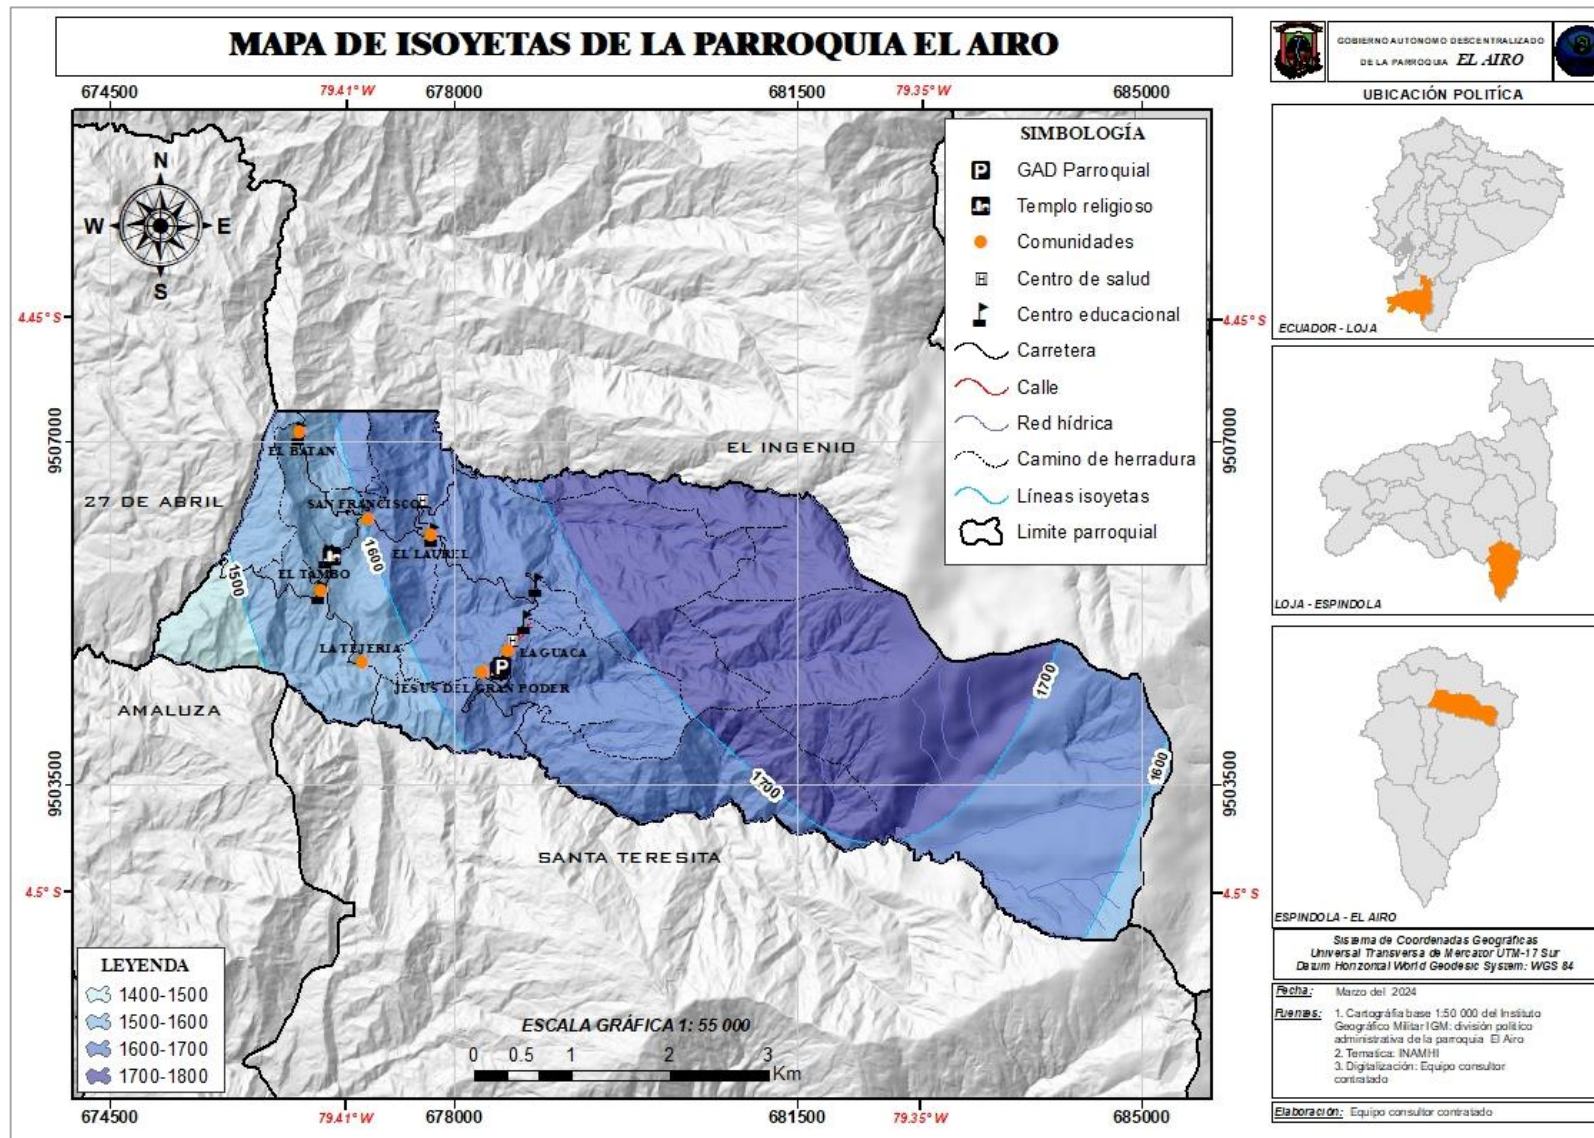 MAPA DE ISOYETAS DE LA PARROQUIA EL AIRO
GOBIERNO AUTONOMO DESCENTRALIZADO
DE LA PARROQUIA EL AIRO
UBICACIÓN POLITÍCA
674500
79.41° W
678000
681500
79.35° W
685000
N
W
E
S
SIMBOLOGÍA
GAD Parroquial
Templo religioso
Comunidades
Centro de salud
Centro educacional
Carretera
Calle
Red hídrica
Camino de herradura
Líneas isoyetas
Limite parroquial
ECUADOR - LOJA
4.45° S
4.45° S
9507000
9507000
EL INGENIO
EL BATAN
27 DE ABRIL
SAN FRANCISCO
EL LAUREL
1600
EL TAMBO
1500
LA TEJERIA
LA GUACA
P
JESUS DEL GRAN PODER
AMALUZA
1700
1700
1600
9503500
9503500
SANTA TERESITA
4.5° S
4.5° S
LOJA - ESPINDOLA
ESPINDOLA - EL AIRO
LEYENDA
1400-1500
1500-1600
1600-1700
1700-1800
ESCALA GRÁFICA 1: 55 000
0 0.5 1 2 3
Km
674500
79.41° W
678000
681500
79.35° W
685000
Sistema de Coordenadas Geográficas
Universal Transversa de Mercator UTM-17 Sur
Datum Horizontal World Geodesic System: WGS 84
Fecha: Marzo del 2024
Fuentes: 1. Cartográfia base 1:50 000 del Instituto
Geográfico Militar IGM: división político
administrativa de la parroquia El Airo
2. Tematica: INAMHI
3. Digitalización: Equipo consultor
contratado
Elaboración: Equipo consultor contratado